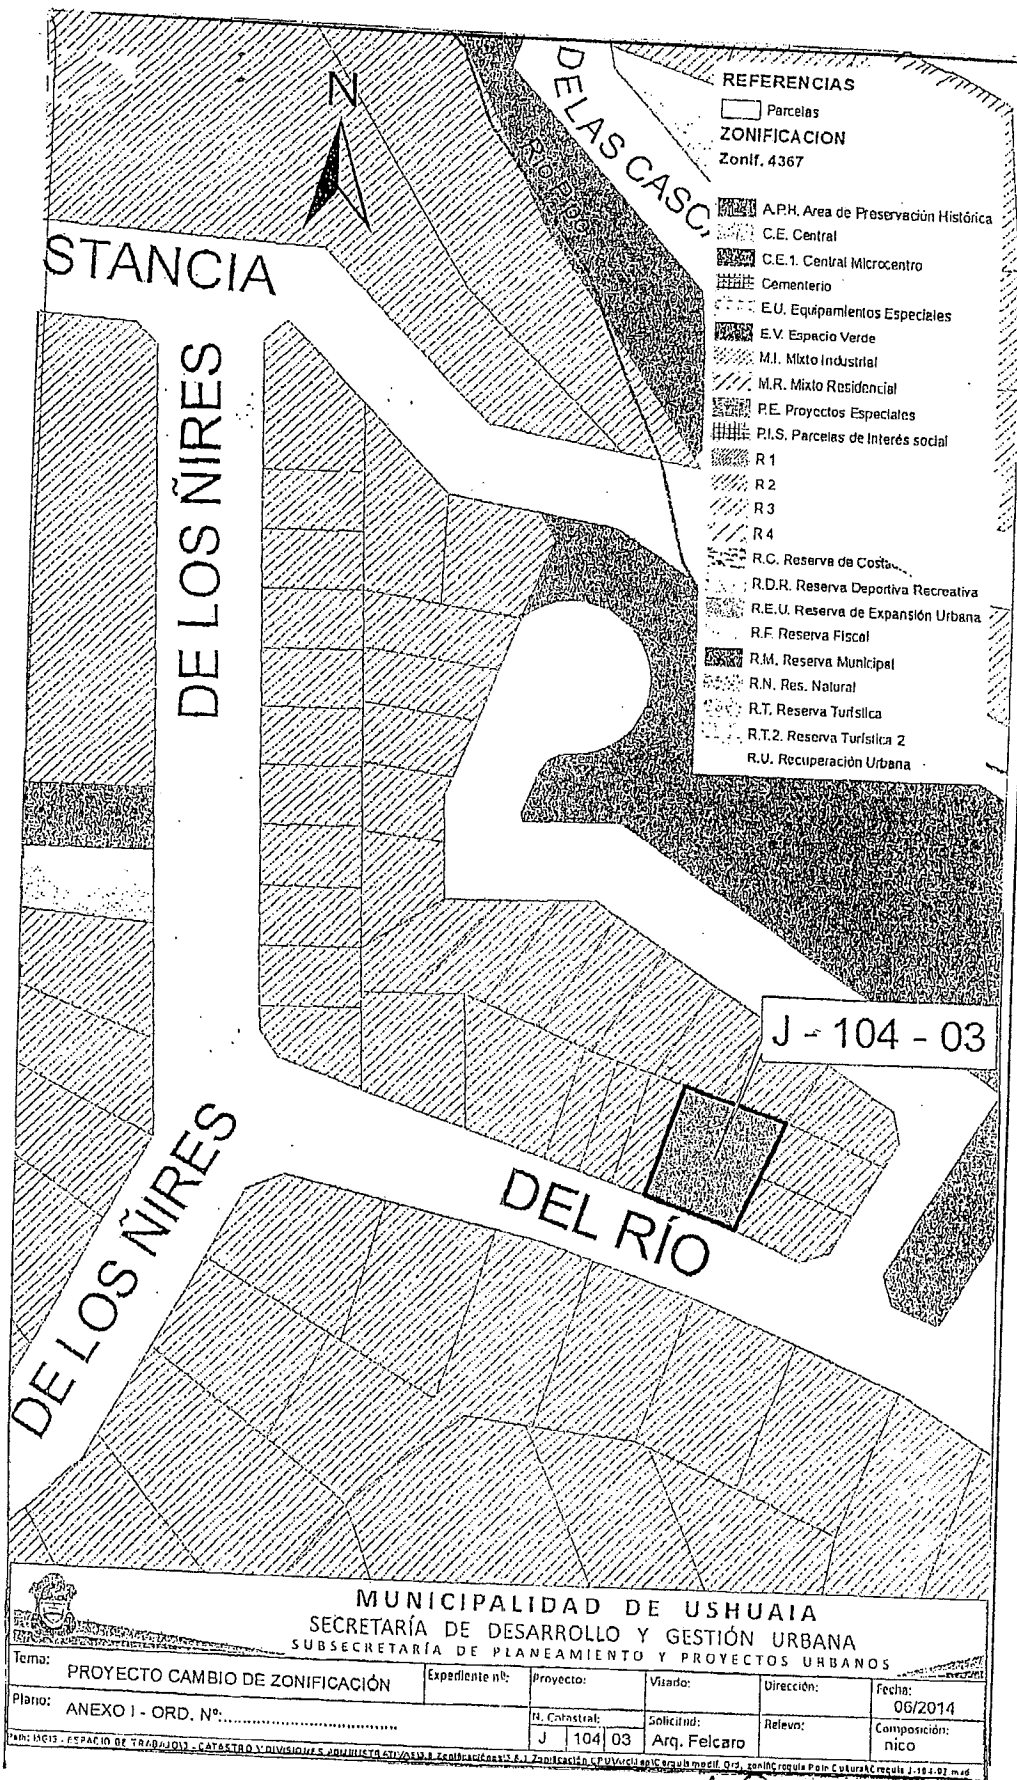 N
DE LAS CASC
Río Pipo
STANCIA
DE LOS ÑIRES
REFERENCIAS
Parcelas
ZONIFICACION
Zonif. 4367
A.P.H. Area de Preservación Histórica
C.E. Central
C.E.1. Central Microcentro
Cementerio
E.U. Equipamientos Especiales
E.V. Espacio Verde
M.I. Mixto Industrial
M.R. Mixto Residencial
P.E. Proyectos Especiales
P.I.S. Parcelas de Interés social
R 1
R 2
R 3
R 4
R.C. Reserva de Costa
R.D.R. Reserva Deportiva Recreativa
R.E.U. Reserva de Expansión Urbana
R.F. Reserva Fiscal
R.M. Reserva Municipal
R.N. Res. Natural
R.T. Reserva Turística
R.T.2. Reserva Turística 2
R.U. Recuperación Urbana
J - 104 - 03
DEL RÍO
DE LOS ÑIRES
MUNICIPALIDAD DE USHUAIA
SECRETARÍA DE DESARROLLO Y GESTIÓN URBANA
SUBSECRETARÍA DE PLANEAMIENTO Y PROYECTOS URBANOS
Tema: PROYECTO CAMBIO DE ZONIFICACIÓN
Expediente nº:
Proyecto:
Visado:
Dirección:
Fecha: 06/2014
Plano: ANEXO I - ORD. Nº:....................................
N. Catastral: J 104 03
Solicitud: Arq. Felcaro
Relevo:
Composición: nico